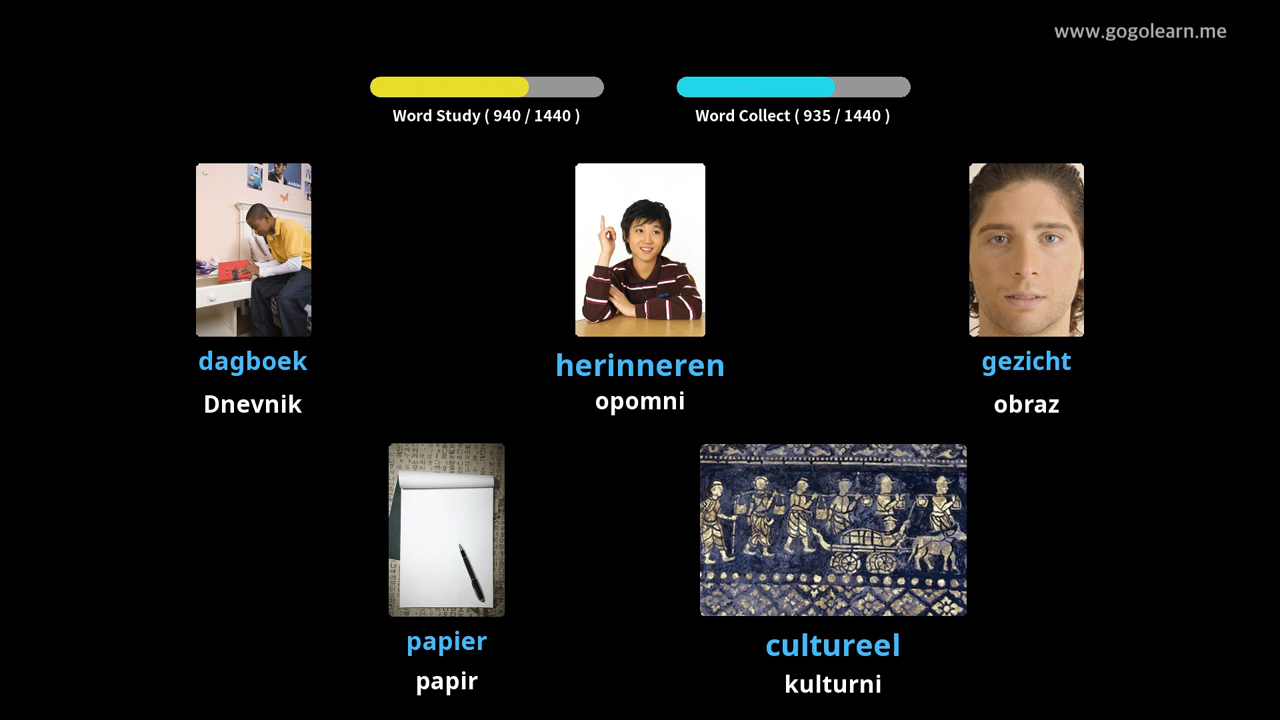 www.gogolearn.me
Word Study ( 940 / 1440 )
Word Collect ( 935 / 1440 )
dagboek
Dnevnik
herinneren
opomni
gezicht
obraz
papier
papir
cultureel
kulturni